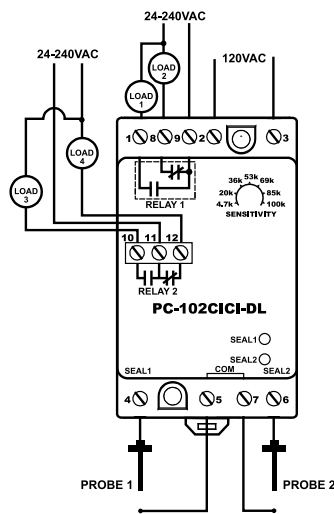 24-240VAC
24-240VAC
120VAC
LOAD 2
LOAD 1
LOAD 4
LOAD 3
1 8 9 2 3
RELAY 1
36k 53k 69k
20k 85k
4.7k 100k
SENSITIVITY
10 11 12
RELAY 2
PC-102CICI-DL
SEAL1
SEAL2
SEAL1 COM SEAL2
4 5 7 6
PROBE 1 PROBE 2